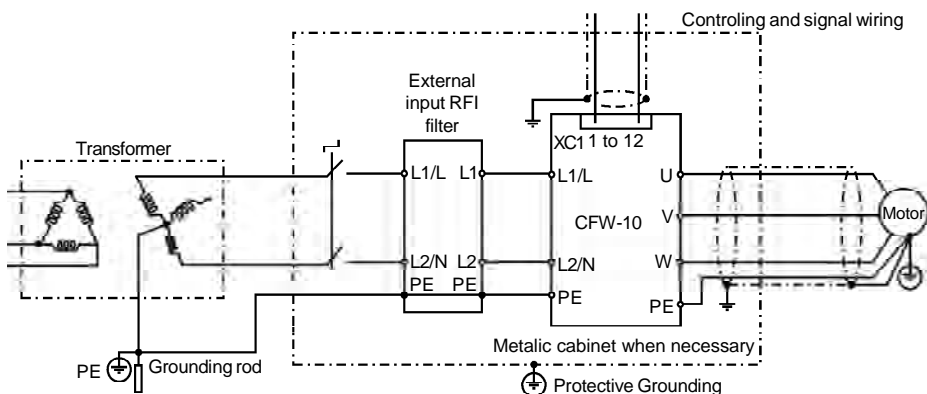 Controling and signal wiring
External
input RFI
filter
Transformer
XC1 1 to 12
L1/L L1 L1/L U
CFW-10
V
Motor
L2/N L2 L2/N W
PE PE PE PE
Metalic cabinet when necessary
PE Grounding rod
Protective Grounding